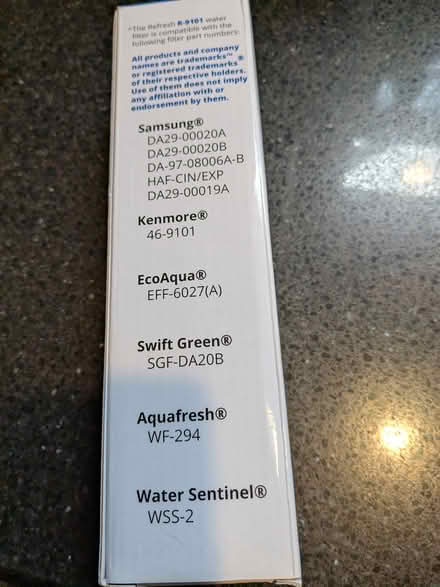 *The Refresh R-9101 water
filter is compatible with the
following filter part numbers:
All products and company
names are trademarks™ ®
or registered trademarks
of their respective holders.
Use of them does not imply
any affiliation with or
endorsement by them.
Samsung®
DA29-00020A
DA29-00020B
DA-97-08006A-B
HAF-CIN/EXP
DA29-00019A
Kenmore®
46-9101
EcoAqua®
EFF-6027(A)
Swift Green®
SGF-DA20B
Aquafresh®
WF-294
Water Sentinel®
WSS-2